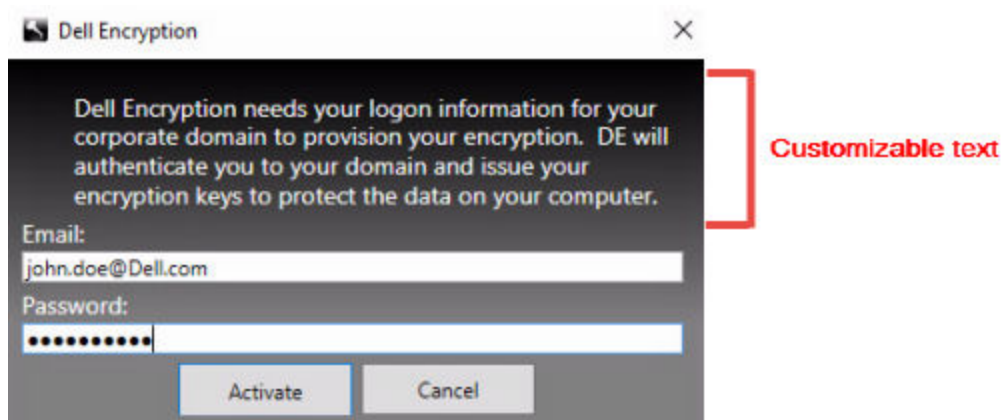 Dell Encryption
Dell Encryption needs your logon information for your
corporate domain to provision your encryption.  DE will
authenticate you to your domain and issue your
encryption keys to protect the data on your computer.
Customizable text
Email:
john.doe@Dell.com
Password:
●●●●●●●●●●
Activate
Cancel